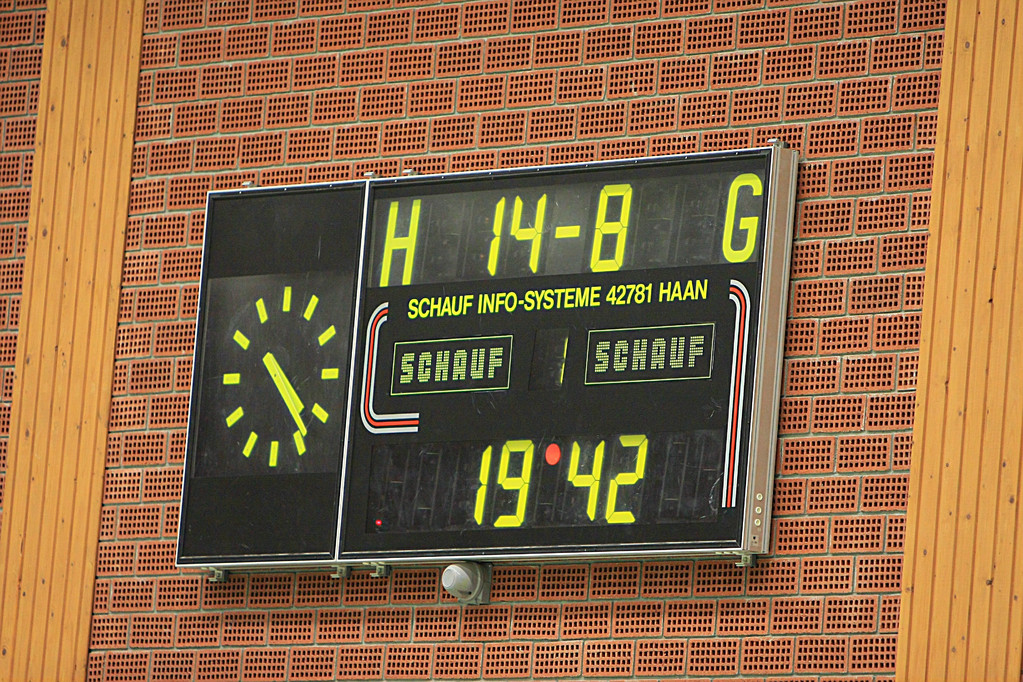 H 14-8 G
SCHAUF INFO-SYSTEME 42781 HAAN
SCHAUF 1 SCHAUF
19:42